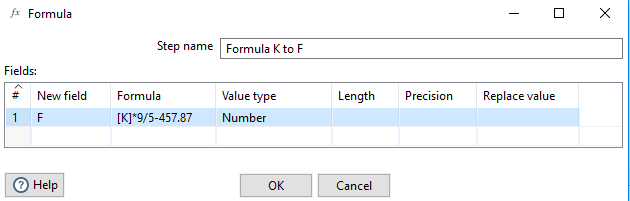 Formula
Step name Formula K to F
Fields:
# New field Formula Value type Length Precision Replace value
1 F [K]*9/5-457.87 Number
Help OK Cancel